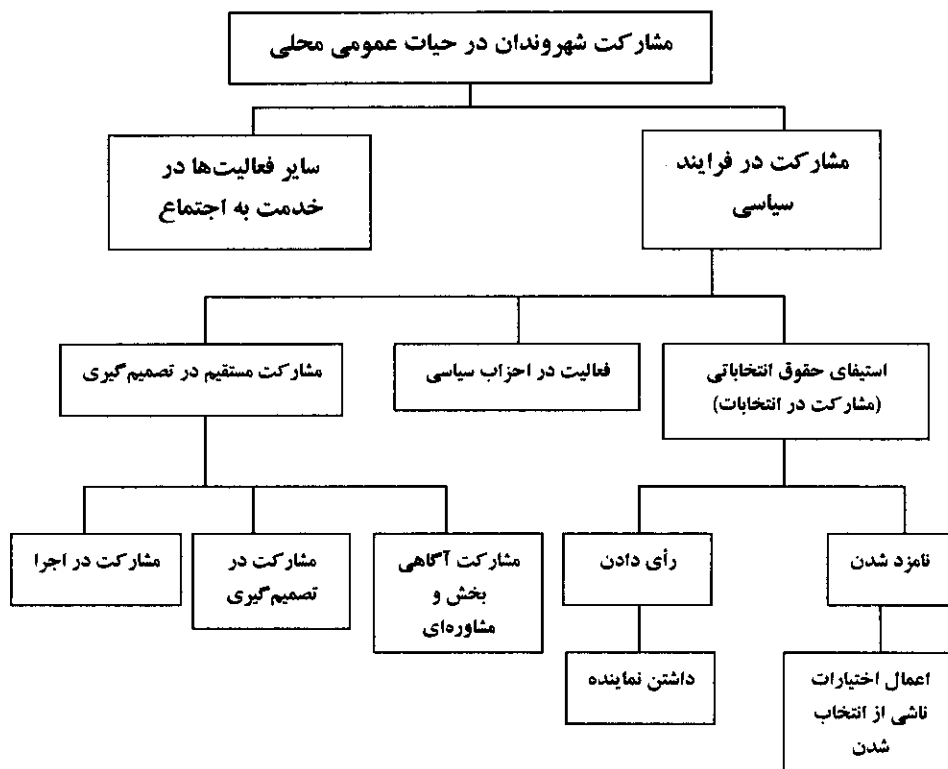 مشارکت شهروندان در حیات عمومی محلی
مشارکت در فرایند
سیاسی
سایر فعالیت‌ها در
خدمت به اجتماع
استیفای حقوق انتخاباتی
(مشارکت در انتخابات)
فعالیت در احزاب سیاسی
مشارکت مستقیم در تصمیم‌گیری
نامزد شدن
رأی دادن
مشارکت آگاهی
بخش و
مشاوره‌ای
مشارکت در
تصمیم‌گیری
مشارکت در اجرا
اعمال اختیارات
ناشی از انتخاب
شدن
داشتن نماینده